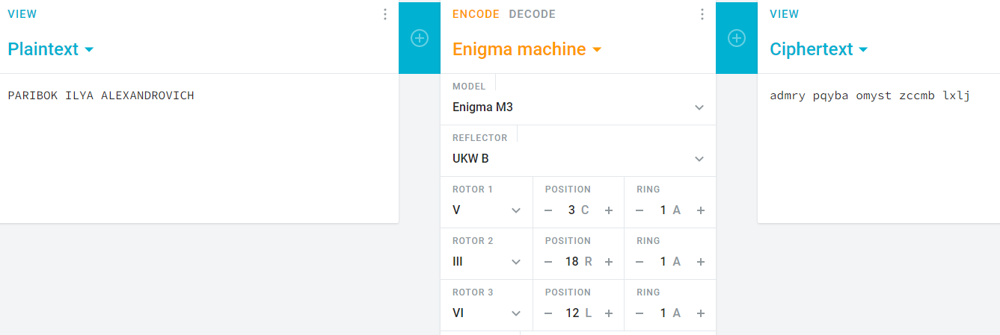 VIEW
Plaintext
PARIBOK ILYA ALEXANDROVICH
ENCODE DECODE
Enigma machine
MODEL
Enigma M3
REFLECTOR
UKW B
ROTOR 1 POSITION RING
V − 3 C + − 1 A +
ROTOR 2 POSITION RING
III − 18 R + − 1 A +
ROTOR 3 POSITION RING
VI − 12 L + − 1 A +
VIEW
Ciphertext
admry pqyba omyst zccmb lxlj